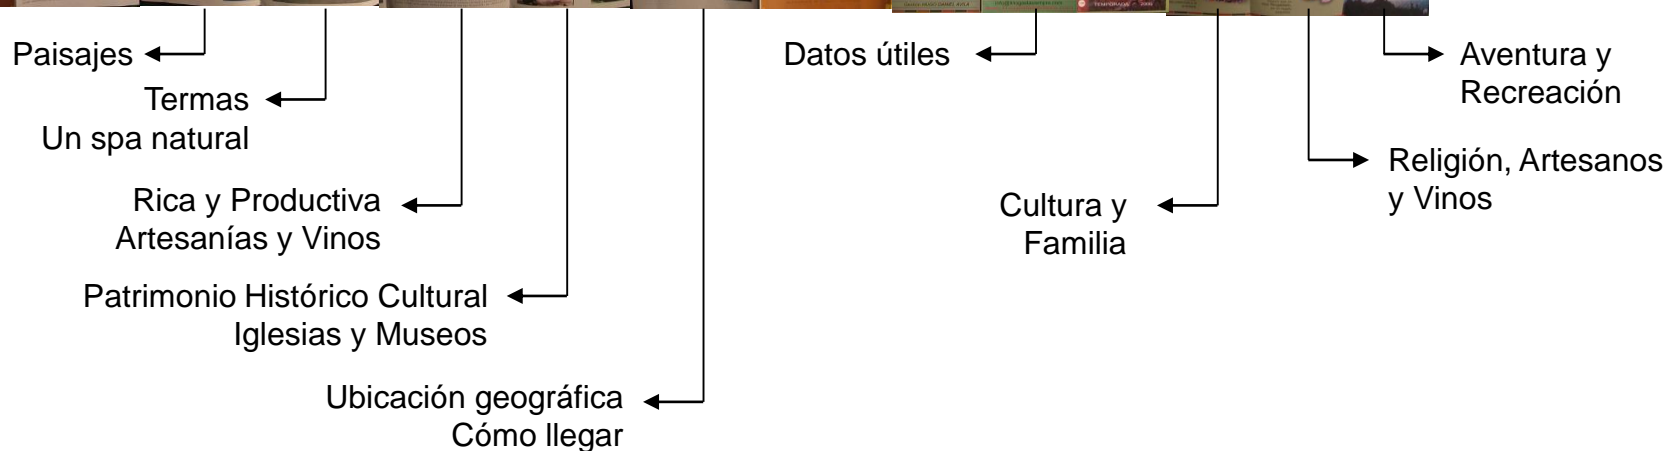 Paisajes
Termas
Un spa natural
Rica y Productiva
Artesanías y Vinos
Patrimonio Histórico Cultural
Iglesias y Museos
Ubicación geográfica
Cómo llegar
Datos útiles
Cultura y
Familia
Aventura y
Recreación
Religión, Artesanos
y Vinos